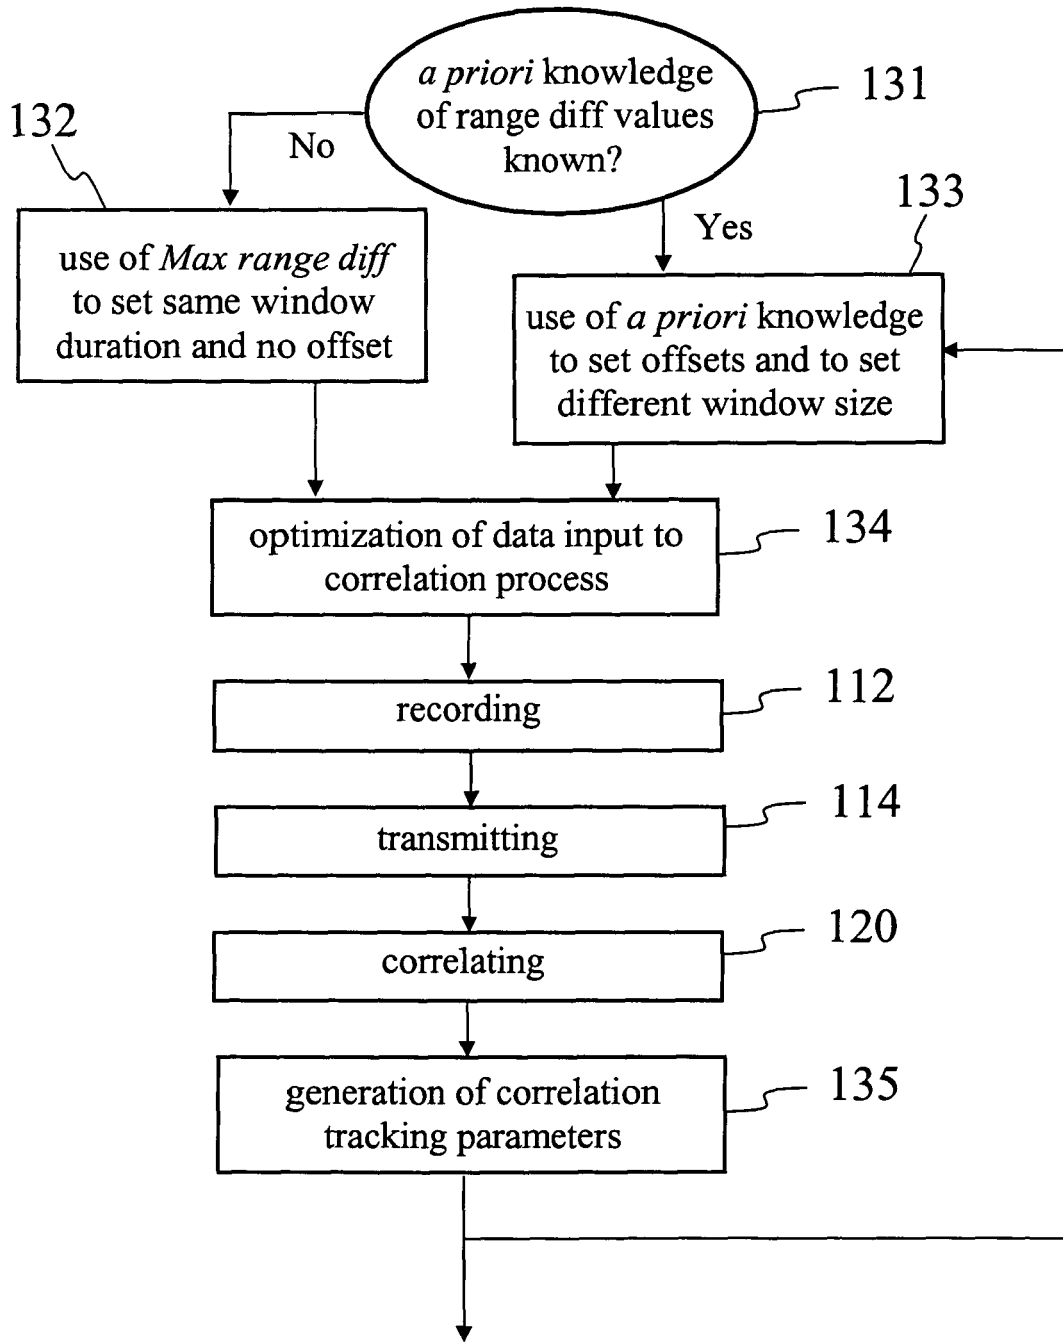 a priori knowledge
of range diff values
known?
131
132
No
Yes
133
use of Max range diff
to set same window
duration and no offset
use of a priori knowledge
to set offsets and to set
different window size
optimization of data input to
correlation process
134
recording
112
transmitting
114
correlating
120
generation of correlation
tracking parameters
135